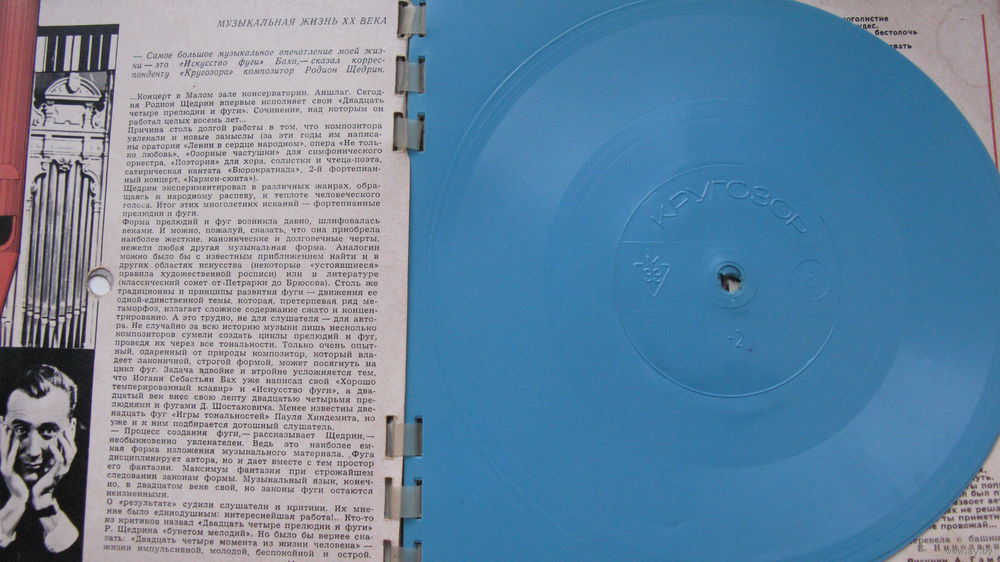 МУЗЫКАЛЬНАЯ ЖИЗНЬ XX ВЕКА
— Самое большое музыкальное впечатление моей жиз-
ни — это «Искусство фуги» Баха,— сказал коррес-
понденту «Кругозора» композитор Родион Щедрин.
...Концерт в Малом зале консерватории. Аншлаг. Сегод-
ня Родион Щедрин впервые исполняет свои «Двадцать
четыре прелюдии и фуги». Сочинение, над которым он
работал целых восемь лет...
Причина столь долгой работы в том, что композитора
увлекали и новые замыслы (за эти годы им написа-
ны оратория «Ленин в сердце народном», опера «Не толь-
ко любовь», «Озорные частушки» для симфонического
оркестра, «Поэтория» для хора, солистки и чтеца-поэта,
сатирическая кантата «Бюрократиада», 2-й фортепиан-
ный концерт, «Кармен-сюита»).
Щедрин экспериментировал в различных жанрах, обра-
щаясь к народному распеву, к теплоте человеческого
голоса. Итог этих многолетних исканий — фортепианные
прелюдии и фуги.
Форма прелюдий и фуг возникла давно, шлифовалась
веками. И можно, пожалуй, сказать, что она приобрела
наиболее жесткие, канонические и долговечные черты,
нежели любая другая музыкальная форма. Аналогии
можно было бы с известным приближением найти и в
других областях искусства (некоторые «устоявшиеся»
правила художественной росписи) или в литературе
(классический сонет от Петрарки до Брюсова). Столь же
традиционны и принципы развития фуги — движения ее
одной-единственной темы, которая, претерпевая ряд ме-
таморфоз, излагает сложное содержание сжато и концен-
трированно. А это трудно, не для слушателя — для авто-
ра. Не случайно за всю историю музыки лишь несколько
композиторов сумели создать циклы прелюдий и фуг,
проведя их через все тональности. Только очень опыт-
ный, одаренный от природы композитор, который вла-
деет лаконичной, строгой формой, может посягнуть на
цикл фуг. Задача вдвойне и втройне усложняется тем,
что Иоганн Себастьян Бах уже написал свой «Хорошо
темперированный клавир» и «Искусство фуги», а два-
дцатый век внес свою лепту двадцатью четырьмя пре-
людиями и фугами Д. Шостаковича. Менее известны две-
надцать фуг «Игры тональностей» Пауля Хиндемита, но
уже и к ним подбирается дотошный слушатель.
— Процесс создания фуги,— рассказывает Щедрин,—
необыкновенно увлекателен. Ведь это наиболее ем-
кая форма изложения музыкального материала. Фуга
дисциплинирует автора, но и дает вместе с тем простор
его фантазии. Максимум фантазии при строжайшем
следовании законам формы. Музыкальный язык, конеч-
но, в двадцатом веке свой, но законы фуги остаются
неизменными.
О «результате» судили слушатели и критики. Их мне-
ние было единодушным: интереснейшая работа!.. Кто-то
из критиков назвал «Двадцать четыре прелюдии и фуги»
Р. Щедрина «букетом мелодий». Но было бы вернее ска-
зать: «Двадцать четыре момента из жизни человека» —
жизни импульсивной, молодой, беспокойной и острой.
КРУГОЗОР
33
-2-
ноголистие
удес.
бестолочь
вать
нуть.
Е. Николаев
www.ay.by